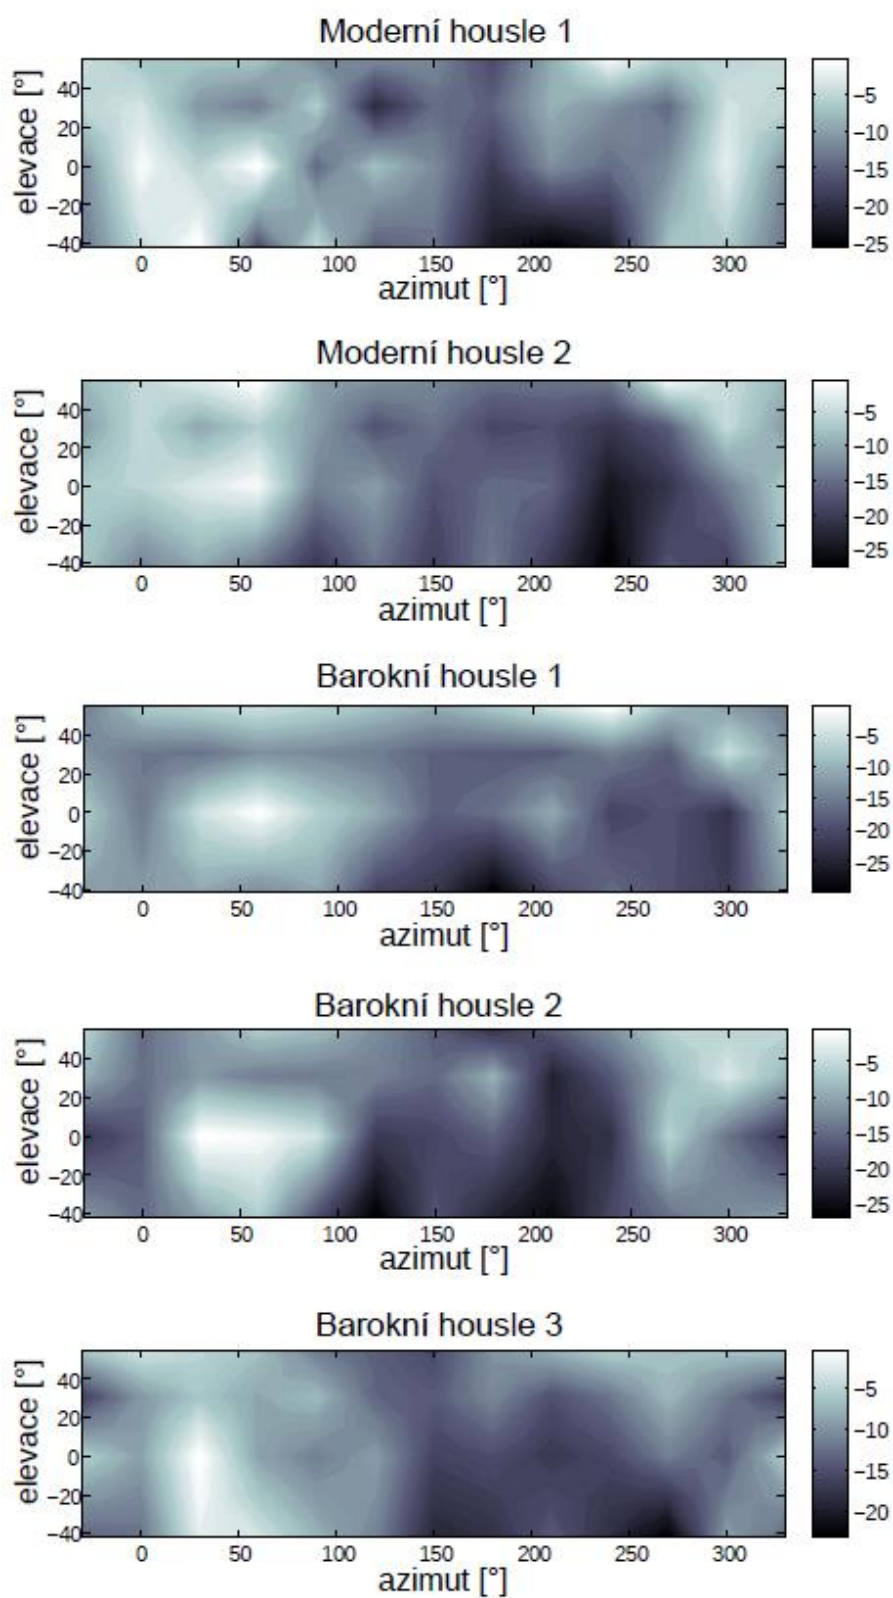 Moderní housle 1
elevace [°]
40
20
0
−20
−40
0 50 100 150 200 250 300
azimut [°]
−5
−10
−15
−20
−25
Moderní housle 2
elevace [°]
40
20
0
−20
−40
0 50 100 150 200 250 300
azimut [°]
−5
−10
−15
−20
−25
Barokní housle 1
elevace [°]
40
20
0
−20
−40
0 50 100 150 200 250 300
azimut [°]
−5
−10
−15
−20
−25
Barokní housle 2
elevace [°]
40
20
0
−20
−40
0 50 100 150 200 250 300
azimut [°]
−5
−10
−15
−20
−25
Barokní housle 3
elevace [°]
40
20
0
−20
−40
0 50 100 150 200 250 300
azimut [°]
−5
−10
−15
−20